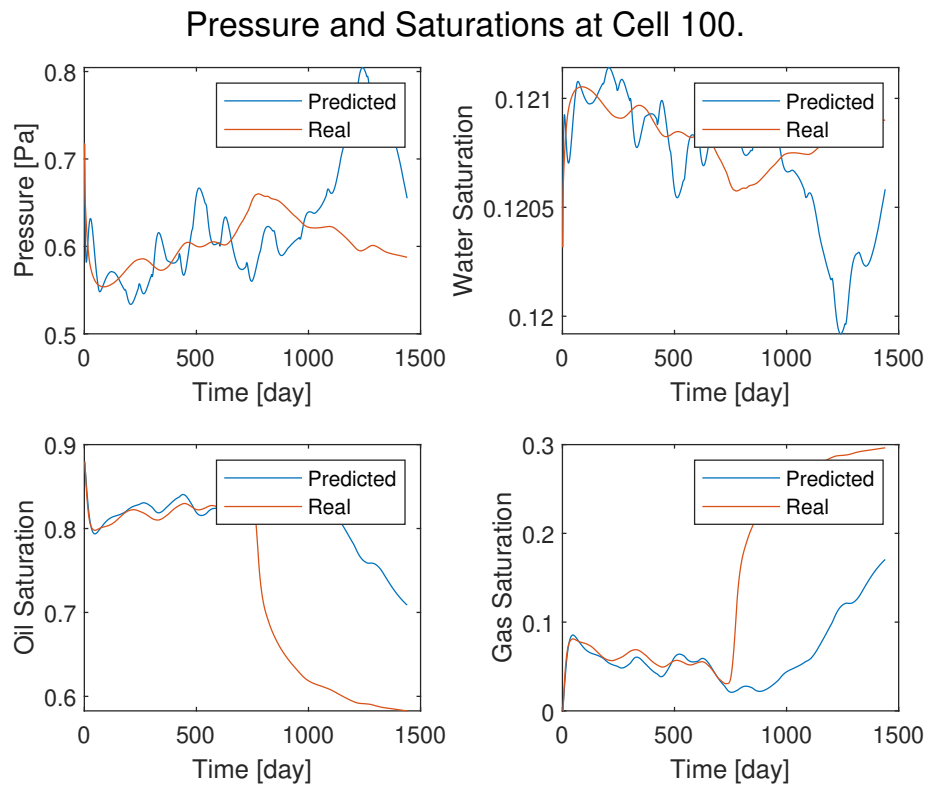 Pressure and Saturations at Cell 100.
Pressure [Pa]
0.8
0.7
0.6
0.5
0
500
1000
1500
Time [day]
Predicted
Real
Water Saturation
0.121
0.1205
0.12
0
500
1000
1500
Time [day]
Predicted
Real
Oil Saturation
0.9
0.8
0.7
0.6
0
500
1000
1500
Time [day]
Predicted
Real
Gas Saturation
0.3
0.2
0.1
0
0
500
1000
1500
Time [day]
Predicted
Real